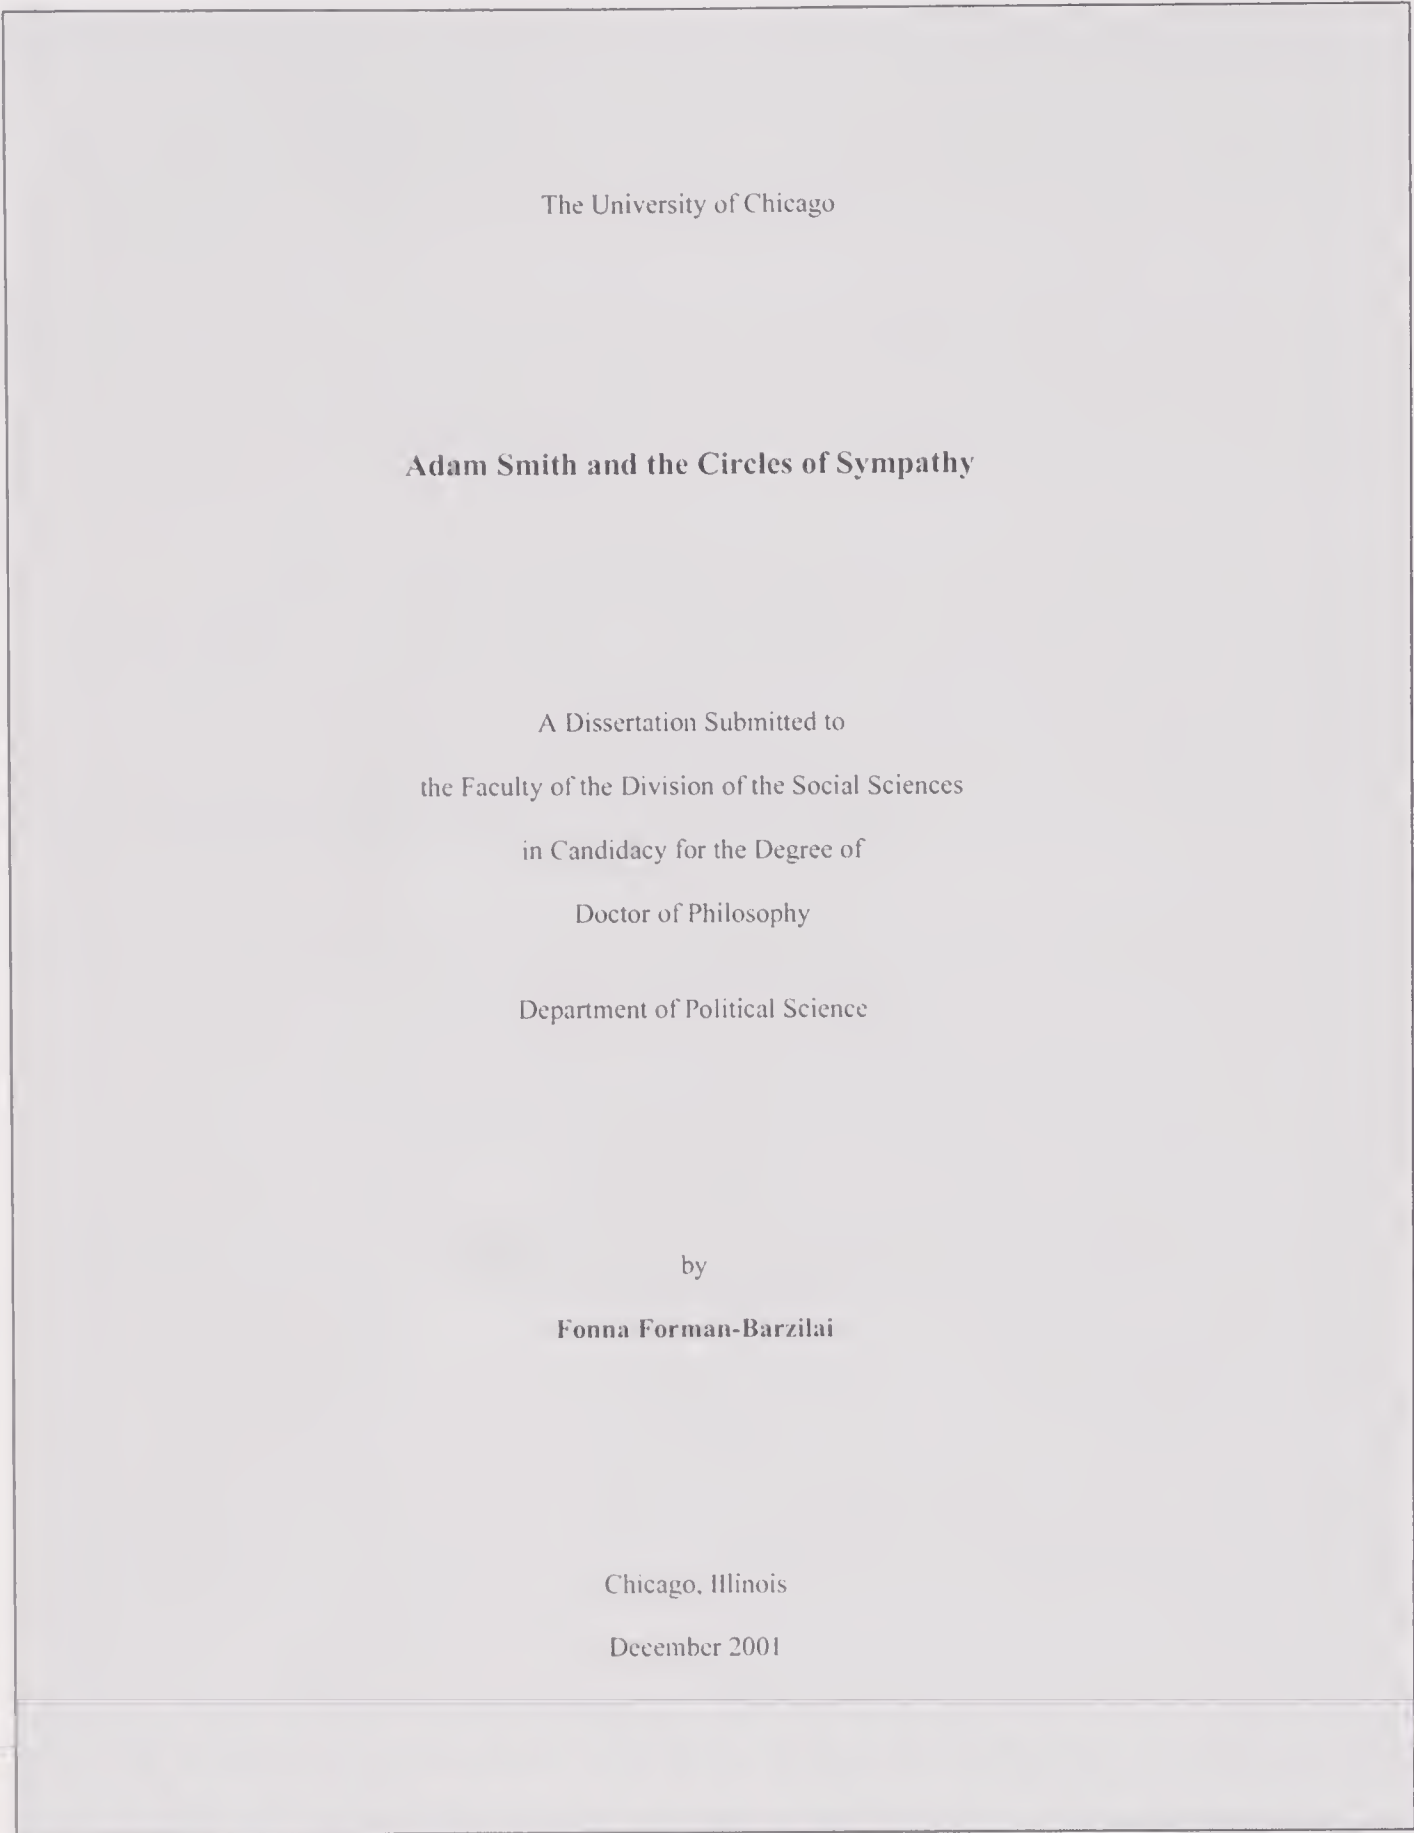 The University of Chicago
Adam Smith and the Circles of Sympathy
A Dissertation Submitted to
the Faculty of the Division of the Social Sciences
in Candidacy for the Degree of
Doctor of Philosophy
Department of Political Science
by
Fonna Forman-Barzilai
Chicago, Illinois
December 2001